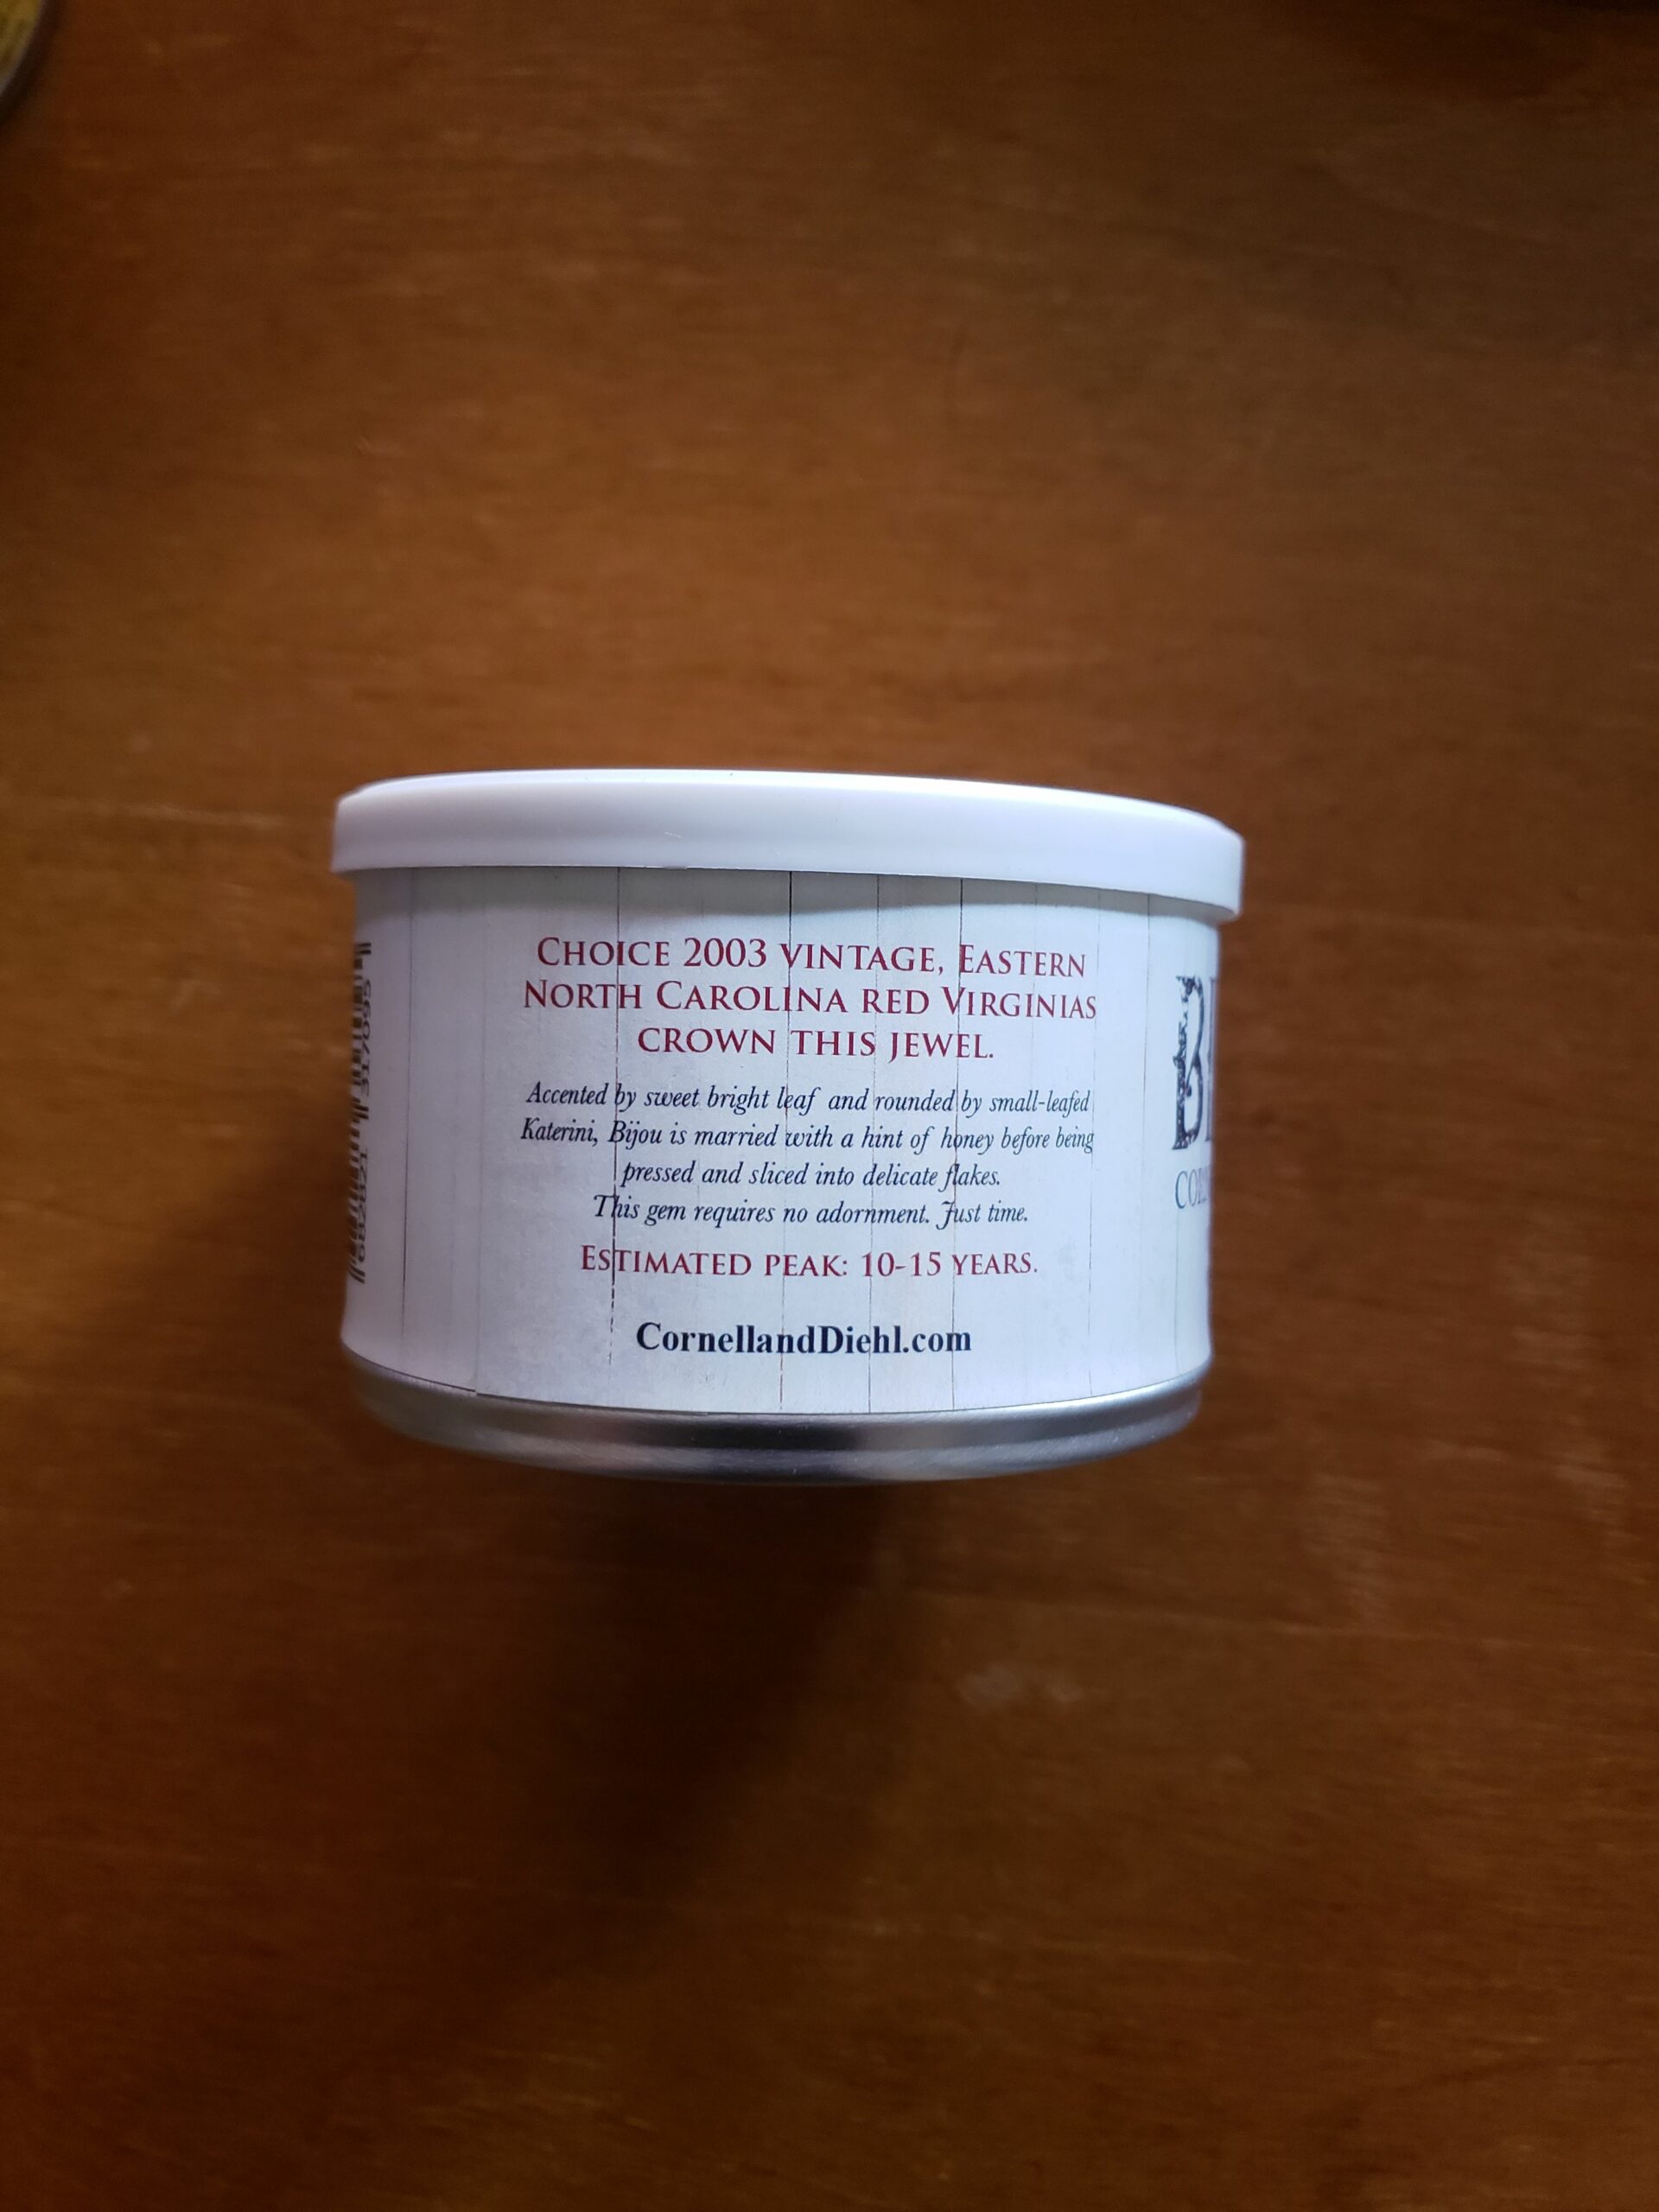 CHOICE 2003 VINTAGE, EASTERN
NORTH CAROLINA RED VIRGINIAS
CROWN THIS JEWEL.
Accented by sweet bright leaf and rounded by small-leafed
Katerini, Bijou is married with a hint of honey before being
pressed and sliced into delicate flakes.
This gem requires no adornment. Just time.
ESTIMATED PEAK: 10-15 YEARS.
CornellandDiehl.com